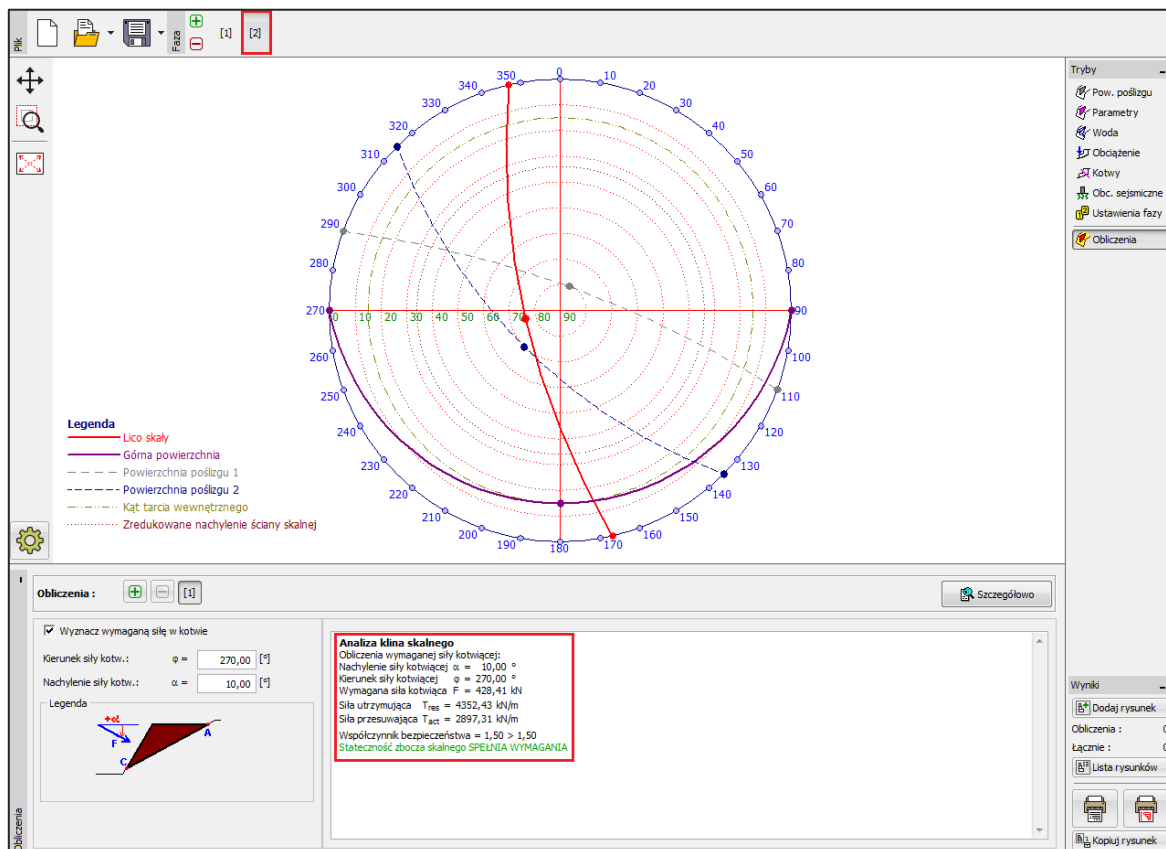 Plik
Faza
[1]
[2]
Tryby
Pow. poślizgu
Parametry
Woda
Obciążenie
Kotwy
Obc. sejsmiczne
Ustawienia fazy
Obliczenia
0
10
20
30
40
50
60
70
80
90
100
110
120
130
140
150
160
170
180
190
200
210
220
230
240
250
260
270
280
290
300
310
320
330
340
350
0 10 20 30 40 50 60 70 80 90
Legenda
Lico skały
Górna powierzchnia
Powierzchnia poślizgu 1
Powierzchnia poślizgu 2
Kąt tarcia wewnętrznego
Zredukowane nachylenie ściany skalnej
Obliczenia
Obliczenia : [1]
Szczegółowo
Wyznacz wymaganą siłę w kotwie
Kierunek siły kotw.: φ = 270,00 [°]
Nachylenie siły kotw.: α = 10,00 [°]
Legenda
+α
F
A
C
Analiza klina skalnego
Obliczenia wymaganej siły kotwiącej:
Nachylenie siły kotwiącej α = 10,00 °
Kierunek siły kotwiącej φ = 270,00 °
Wymagana siła kotwiąca F = 428,41 kN
Siła utrzymująca Tres = 4352,43 kN/m
Siła przesuwająca Tact = 2897,31 kN/m
Współczynnik bezpieczeństwa = 1,50 > 1,50
Stateczność zbocza skalnego SPEŁNIA WYMAGANIA
Wyniki
Dodaj rysunek
Obliczenia : 0
Łącznie : 0
Lista rysunków
Kopiuj rysunek